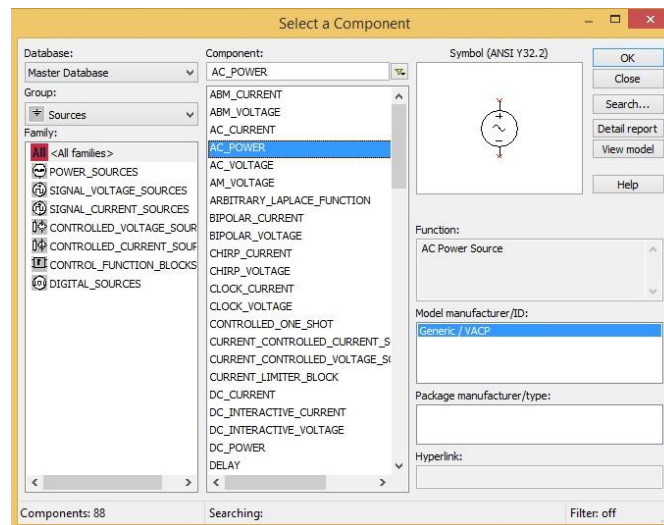 Select a Component
Database:
Master Database
Group:
Sources
Family:
All <All families>
POWER_SOURCES
SIGNAL_VOLTAGE_SOURCES
SIGNAL_CURRENT_SOURCES
CONTROLLED_VOLTAGE_SOUR
CONTROLLED_CURRENT_SOUF
CONTROL_FUNCTION_BLOCKS
DIGITAL_SOURCES
Component:
AC_POWER
ABM_CURRENT
ABM_VOLTAGE
AC_CURRENT
AC_POWER
AC_VOLTAGE
AM_VOLTAGE
ARBITRARY_LAPLACE_FUNCTION
BIPOLAR_CURRENT
BIPOLAR_VOLTAGE
CHIRP_CURRENT
CHIRP_VOLTAGE
CLOCK_CURRENT
CLOCK_VOLTAGE
CONTROLLED_ONE_SHOT
CURRENT_CONTROLLED_CURRENT_S
CURRENT_CONTROLLED_VOLTAGE_S
CURRENT_LIMITER_BLOCK
DC_CURRENT
DC_INTERACTIVE_CURRENT
DC_INTERACTIVE_VOLTAGE
DC_POWER
DELAY
Symbol (ANSI Y32.2)
Function:
AC Power Source
Model manufacturer/ID:
Generic / VACP
Package manufacturer/type:
Hyperlink:
OK
Close
Search...
Detail report
View model
Help
Components: 88
Searching:
Filter: off